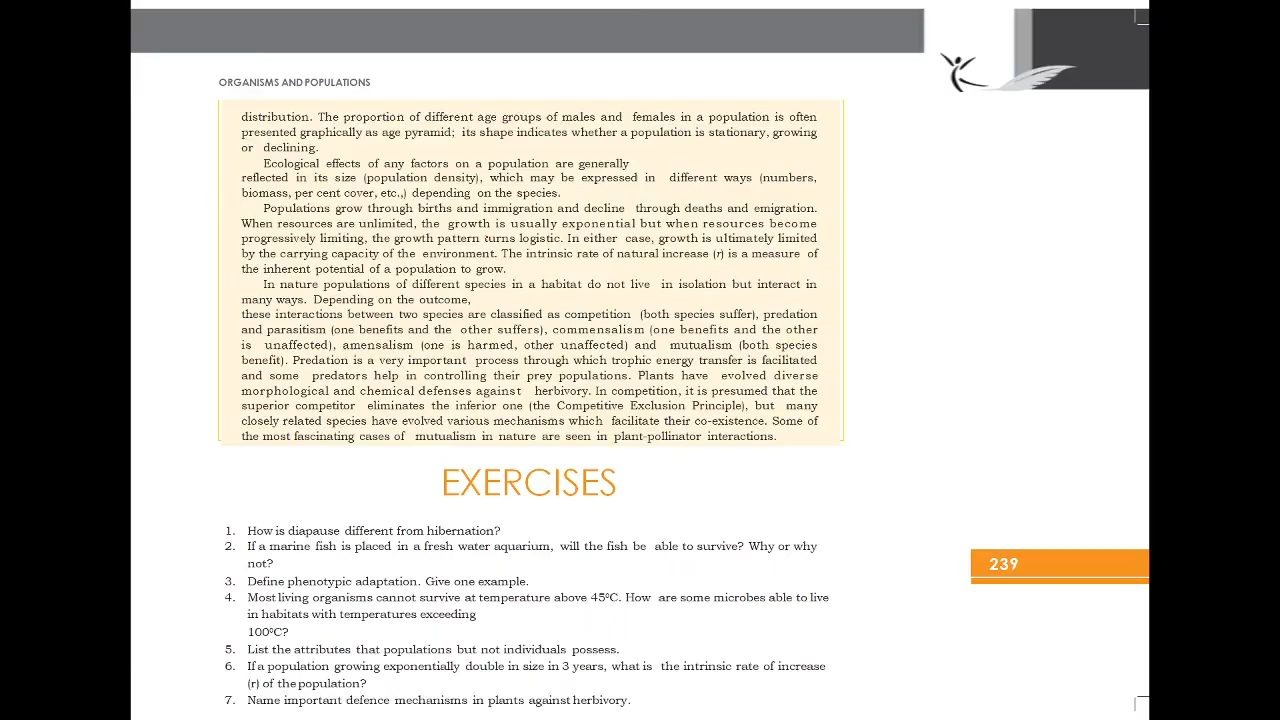 ORGANISMS AND POPULATIONS
distribution. The proportion of different age groups of males and females in a population is often
presented graphically as age pyramid; its shape indicates whether a population is stationary, growing
or declining.
Ecological effects of any factors on a population are generally
reflected in its size (population density), which may be expressed in different ways (numbers,
biomass, per cent cover, etc.,) depending on the species.
Populations grow through births and immigration and decline through deaths and emigration.
When resources are unlimited, the growth is usually exponential but when resources become
progressively limiting, the growth pattern turns logistic. In either case, growth is ultimately limited
by the carrying capacity of the environment. The intrinsic rate of natural increase (r) is a measure of
the inherent potential of a population to grow.
In nature populations of different species in a habitat do not live in isolation but interact in
many ways. Depending on the outcome,
these interactions between two species are classified as competition (both species suffer), predation
and parasitism (one benefits and the other suffers), commensalism (one benefits and the other
is unaffected), amensalism (one is harmed, other unaffected) and mutualism (both species
benefit). Predation is a very important process through which trophic energy transfer is facilitated
and some predators help in controlling their prey populations. Plants have evolved diverse
morphological and chemical defenses against herbivory. In competition, it is presumed that the
superior competitor eliminates the inferior one (the Competitive Exclusion Principle), but many
closely related species have evolved various mechanisms which facilitate their co-existence. Some of
the most fascinating cases of mutualism in nature are seen in plant-pollinator interactions.
EXERCISES
1. How is diapause different from hibernation?
2. If a marine fish is placed in a fresh water aquarium, will the fish be able to survive? Why or why
not?
3. Define phenotypic adaptation. Give one example.
4. Most living organisms cannot survive at temperature above 45⁰C. How are some microbes able to live
in habitats with temperatures exceeding
100⁰C?
5. List the attributes that populations but not individuals possess.
6. If a population growing exponentially double in size in 3 years, what is the intrinsic rate of increase
(r) of the population?
7. Name important defence mechanisms in plants against herbivory.
239